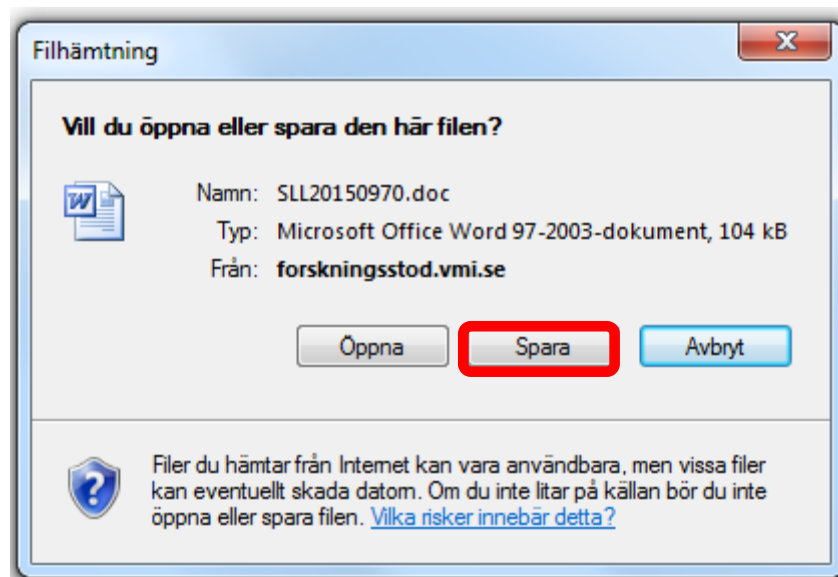 Filhämtning
Vill du öppna eller spara den här filen?
Namn: SLL20150970.doc
Typ: Microsoft Office Word 97-2003-dokument, 104 kB
Från: forskningsstod.vmi.se
Öppna Spara Avbryt
Filer du hämtar från Internet kan vara användbara, men vissa filer
kan eventuellt skada datorn. Om du inte litar på källan bör du inte
öppna eller spara filen. Vilka risker innebär detta?